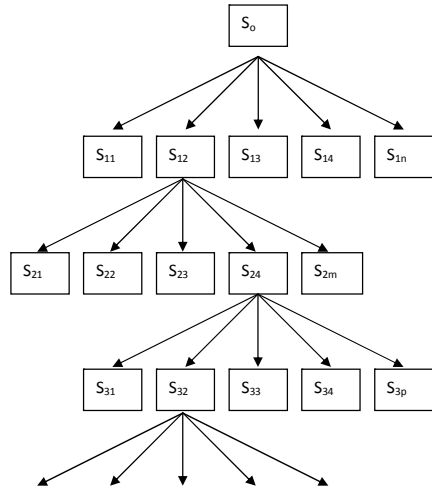 So
S11 S12 S13 S14 S1n
S21 S22 S23 S24 S2m
S31 S32 S33 S34 S3p